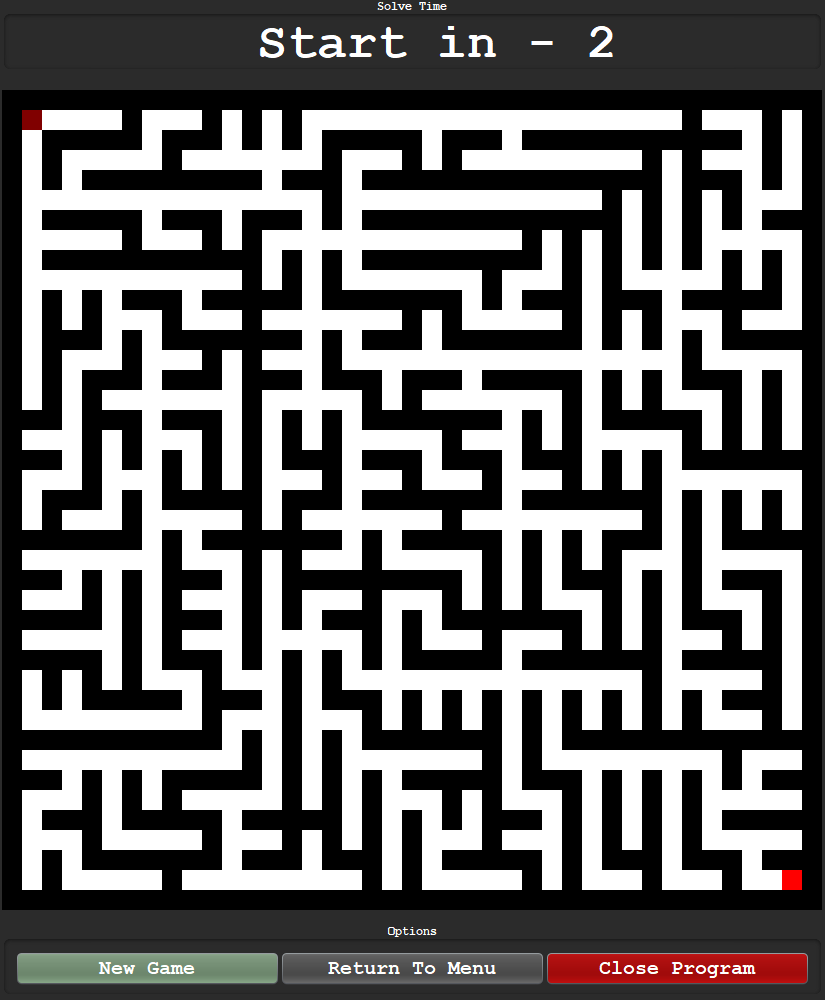 Solve Time
Start in - 2
Options
New Game
Return To Menu
Close Program